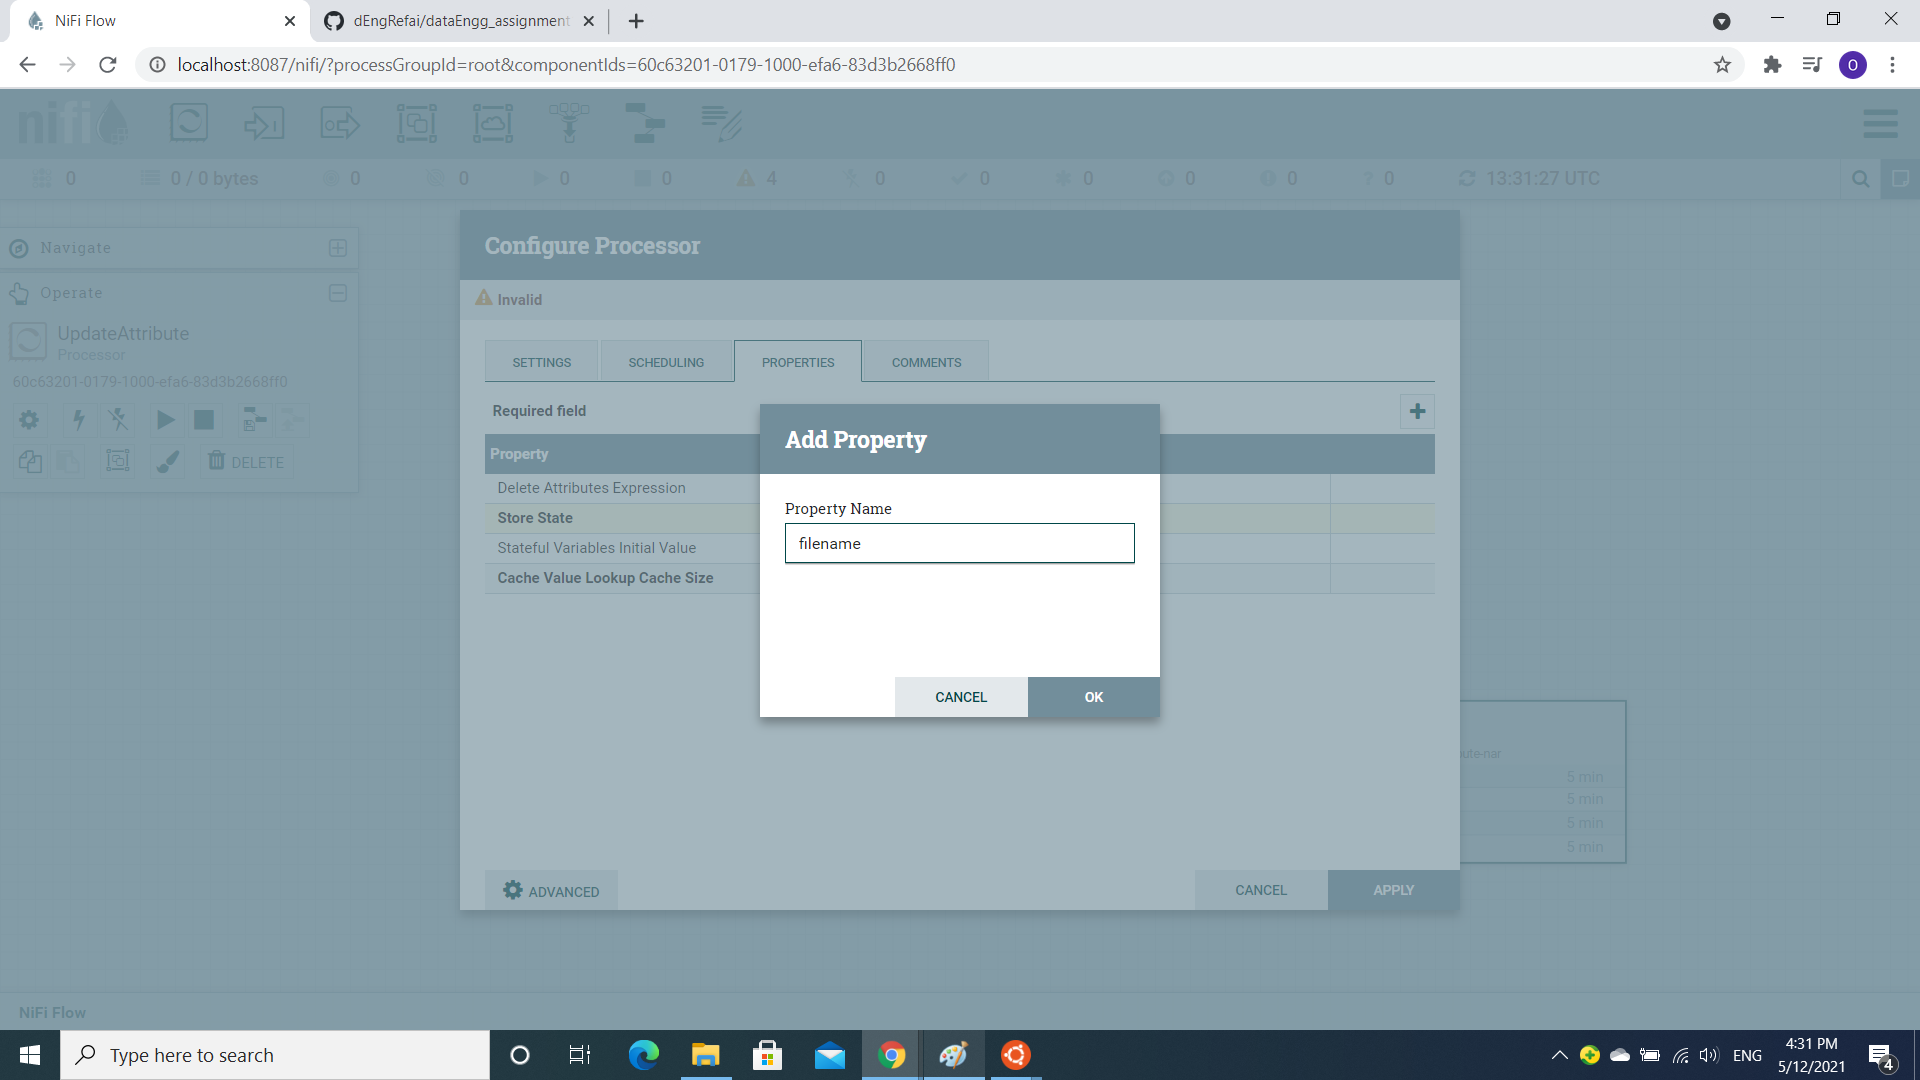 NiFi Flow
dEngRefai/dataEngg_assignment
localhost:8087/nifi/?processGroupId=root&componentIds=60c63201-0179-1000-efa6-83d3b2668ff0
O
nifi
0
0 / 0 bytes
0
0
0
0
4
0
0
0
0
0
? 0
13:31:27 UTC
Navigate
Operate
UpdateAttribute
Processor
60c63201-0179-1000-efa6-83d3b2668ff0
DELETE
Configure Processor
Invalid
SETTINGS
SCHEDULING
PROPERTIES
COMMENTS
Required field
Property
Delete Attributes Expression
Store State
Stateful Variables Initial Value
Cache Value Lookup Cache Size
Add Property
Property Name
filename
CANCEL
OK
5 min
5 min
5 min
5 min
ADVANCED
CANCEL
APPLY
NiFi Flow
Type here to search
ENG
4:31 PM
5/12/2021
4